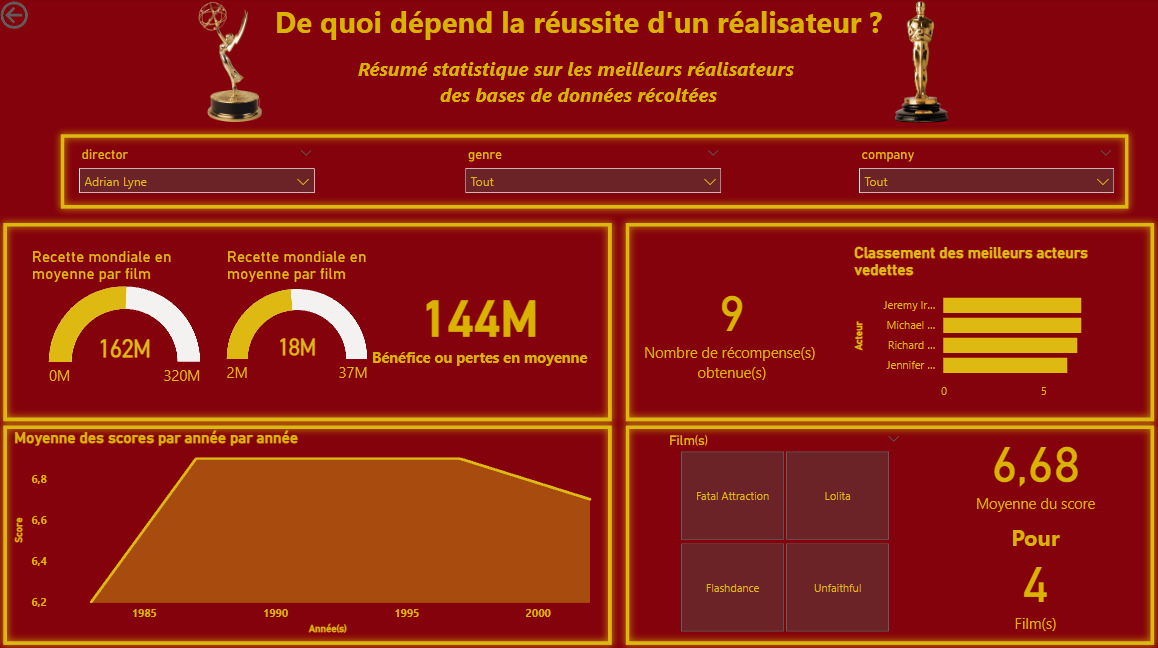 De quoi dépend la réussite d'un réalisateur ?
Résumé statistique sur les meilleurs réalisateurs
des bases de données récoltées
director
Adrian Lyne
genre
Tout
company
Tout
Recette mondiale en
moyenne par film
162M
0M
320M
Recette mondiale en
moyenne par film
18M
2M
37M
144M
Bénéfice ou pertes en moyenne
9
Nombre de récompense(s)
obtenue(s)
Classement des meilleurs acteurs
vedettes
Acteur
Jeremy Ir...
Michael ...
Richard ...
Jennifer ...
0
5
Moyenne des scores par année par année
Score
6,8
6,6
6,4
6,2
1985
1990
1995
2000
Année(s)
Film(s)
Fatal Attraction
Lolita
Flashdance
Unfaithful
6,68
Moyenne du score
Pour
4
Film(s)